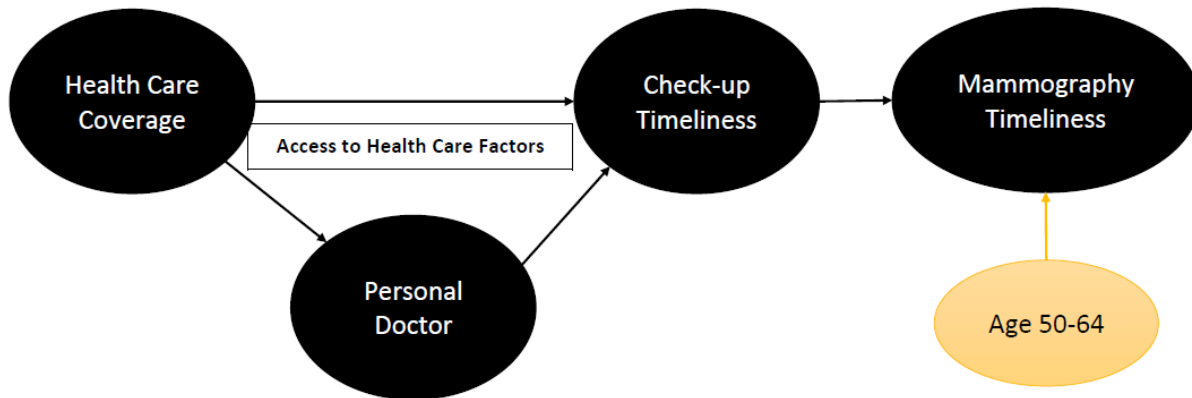 Health Care
Coverage
Check-up
Timeliness
Mammography
Timeliness
Access to Health Care Factors
Personal
Doctor
Age 50-64